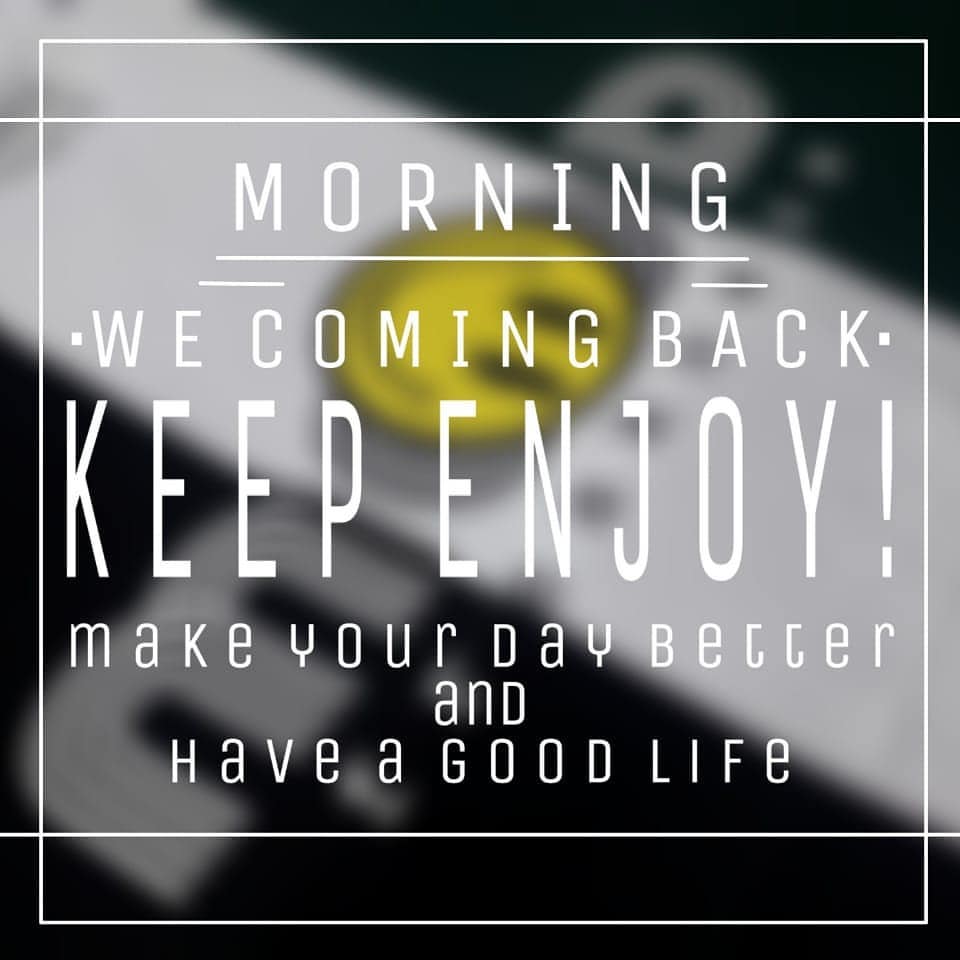 MORNING
·WE COMING BACK·
KEEP ENJOY!
make your Day Better
anD
Have a GOOD LIFe